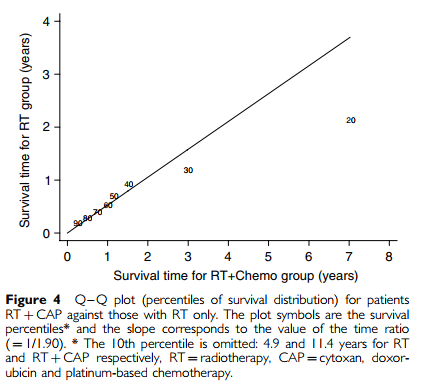 4
3
2
1
0
Survival time for RT group (years)
20
30
40
50
60
70
80
90
0 1 2 3 4 5 6 7 8
Survival time for RT+Chemo group (years)
Figure 4 Q–Q plot (percentiles of survival distribution) for patients
RT + CAP against those with RT only. The plot symbols are the survival
percentiles* and the slope corresponds to the value of the time ratio
( = 1/1.90). * The 10th percentile is omitted: 4.9 and 11.4 years for RT
and RT + CAP respectively, RT = radiotherapy, CAP = cytoxan, doxor-
ubicin and platinum-based chemotherapy.